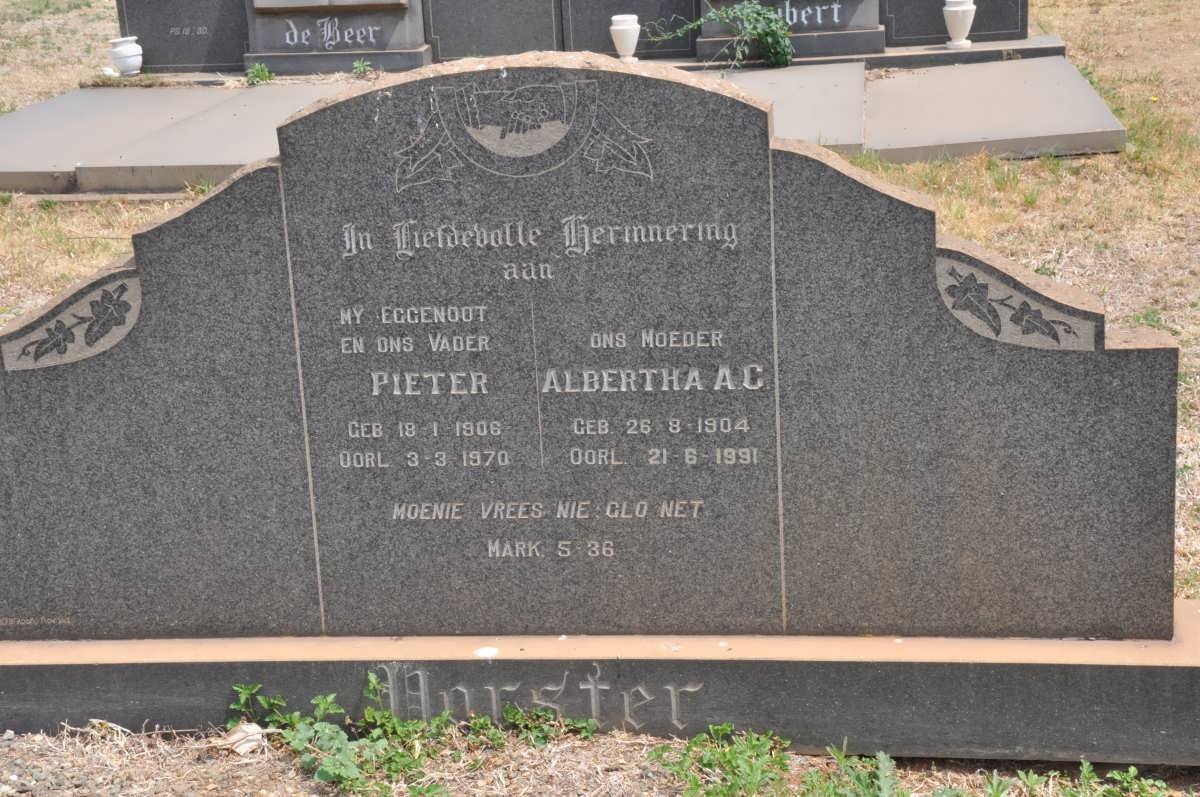 de Beer
In Liefdevolle Herinnering
aan
MY EGGENOOT
EN ONS VADER
PIETER
GEB 18-1-1906
OORL 3-3-1970
ONS MOEDER
ALBERTHA A.C
GEB. 26-8-1904
OORL. 21-6-1991
MOENIE VREES NIE: GLO NET
MARK. 5-36
Vorster